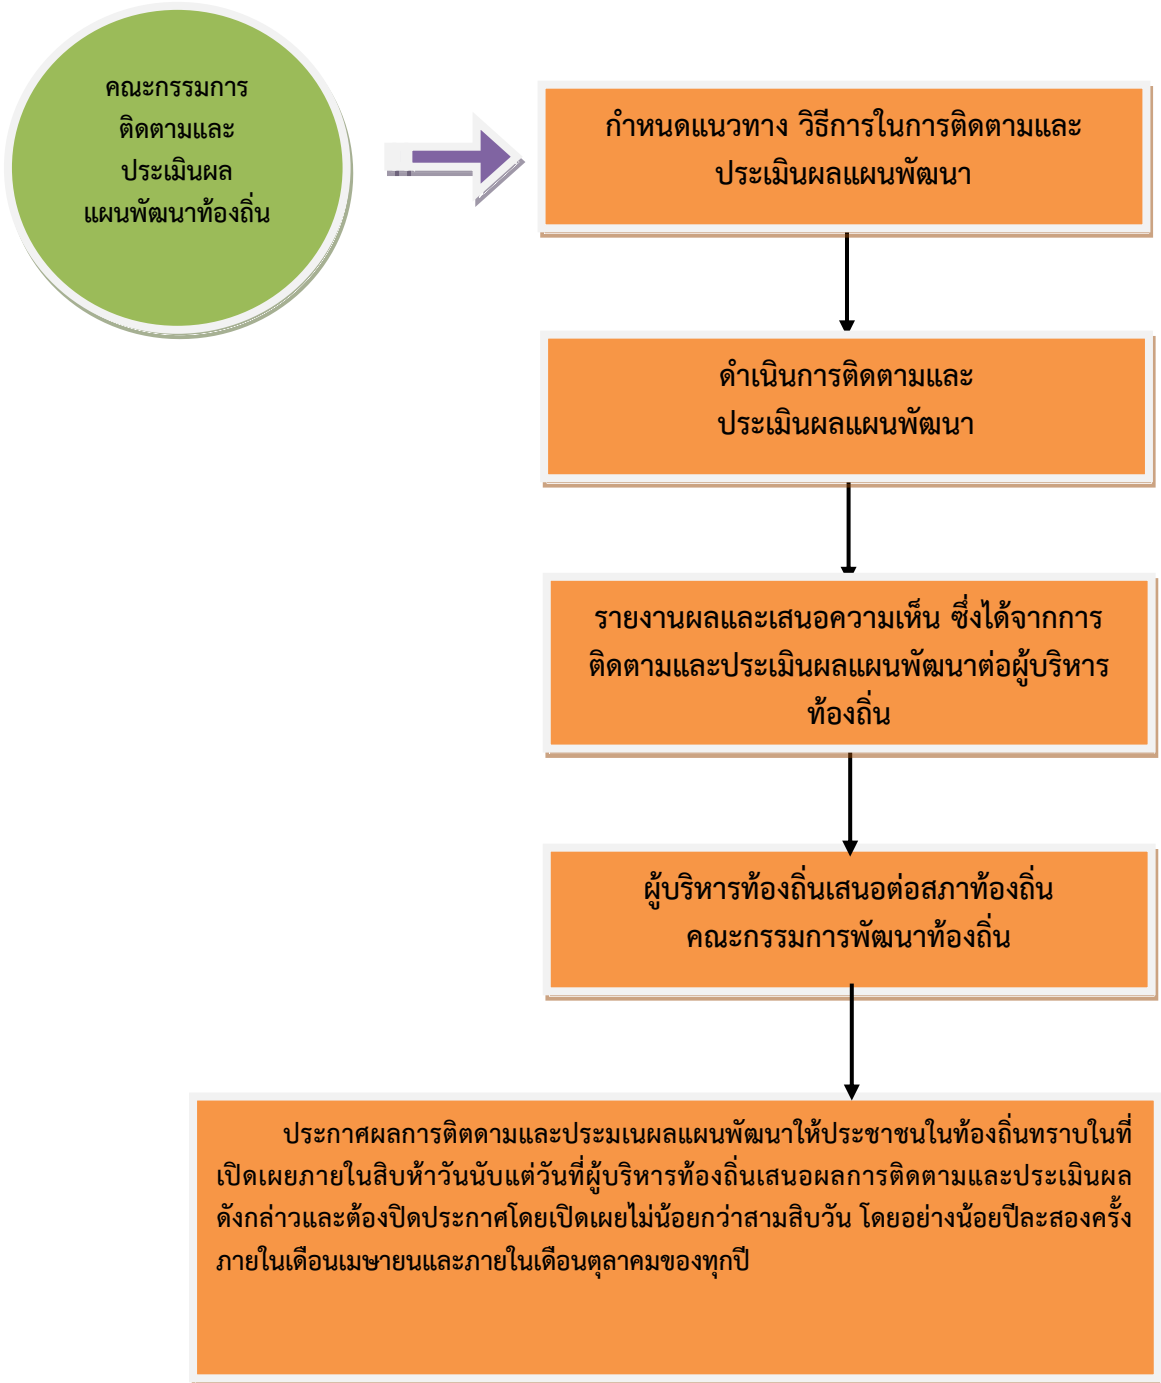 คณะกรรมการ
ติดตามและ
ประเมินผล
แผนพัฒนาท้องถิ่น
กำหนดแนวทาง วิธีการในการติดตามและ
ประเมินผลแผนพัฒนา
ดำเนินการติดตามและ
ประเมินผลแผนพัฒนา
รายงานผลและเสนอความเห็น ซึ่งได้จากการ
ติดตามและประเมินผลแผนพัฒนาต่อผู้บริหาร
ท้องถิ่น
ผู้บริหารท้องถิ่นเสนอต่อสภาท้องถิ่น
คณะกรรมการพัฒนาท้องถิ่น
ประกาศผลการติตดามและประมเนผลแผนพัฒนาให้ประชาชนในท้องถิ่นทราบในที่
เปิดเผยภายในสิบห้าวันนับแต่วันที่ผู้บริหารท้องถิ่นเสนอผลการติดตามและประเมินผล
ดังกล่าวและต้องปิดประกาศโดยเปิดเผยไม่น้อยกว่าสามสิบวัน โดยอย่างน้อยปีละสองครั้ง
ภายในเดือนเมษายนและภายในเดือนตุลาคมของทุกปี